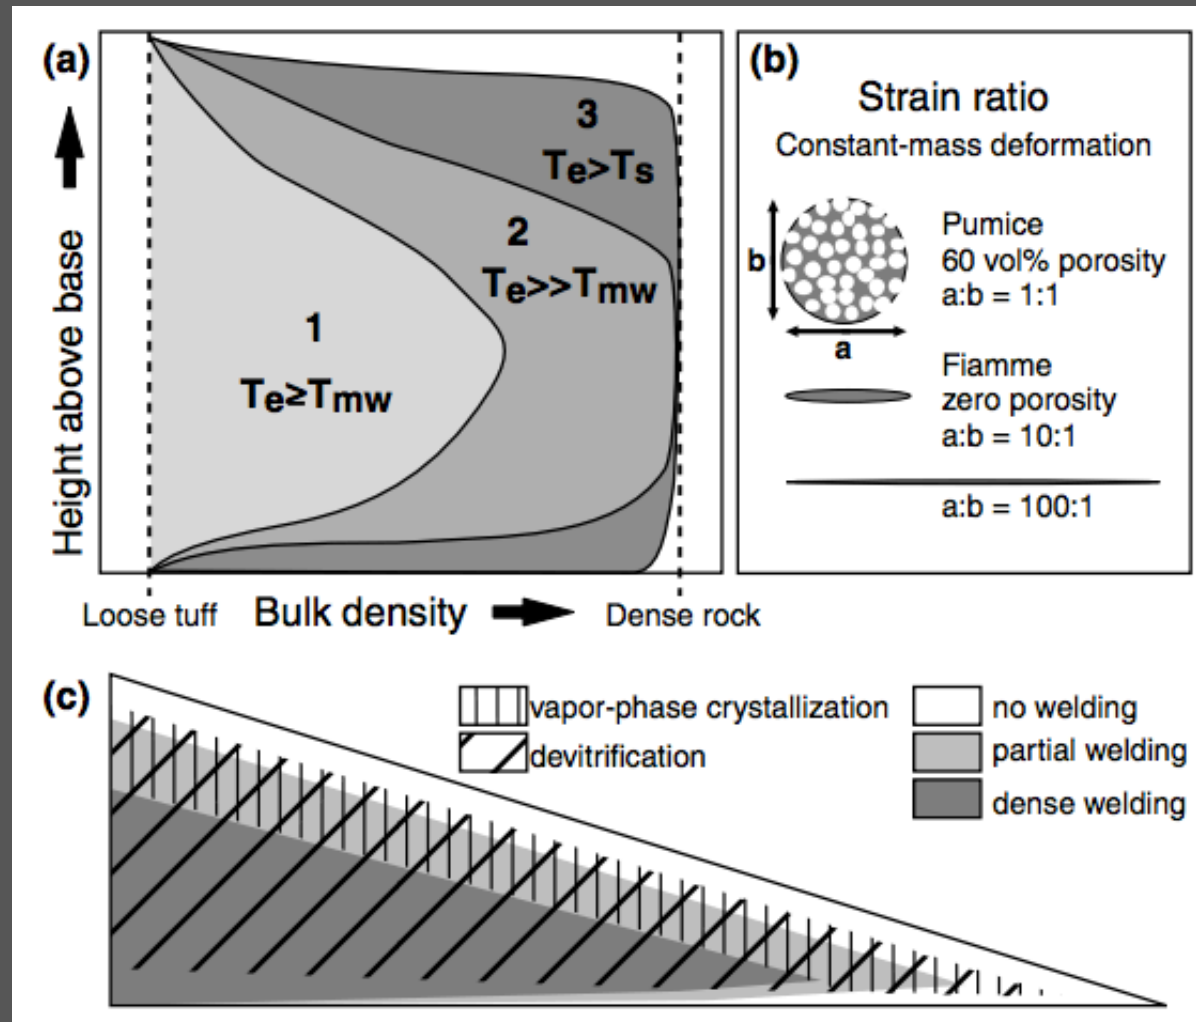 (a)
Height above base
3
Te>Ts
2
Te>>Tmw
1
Te≥Tmw
Loose tuff
Bulk density
Dense rock
(b)
Strain ratio
Constant-mass deformation
b
a
Pumice
60 vol% porosity
a:b = 1:1
Fiamme
zero porosity
a:b = 10:1
a:b = 100:1
(c)
vapor-phase crystallization
devitrification
no welding
partial welding
dense welding